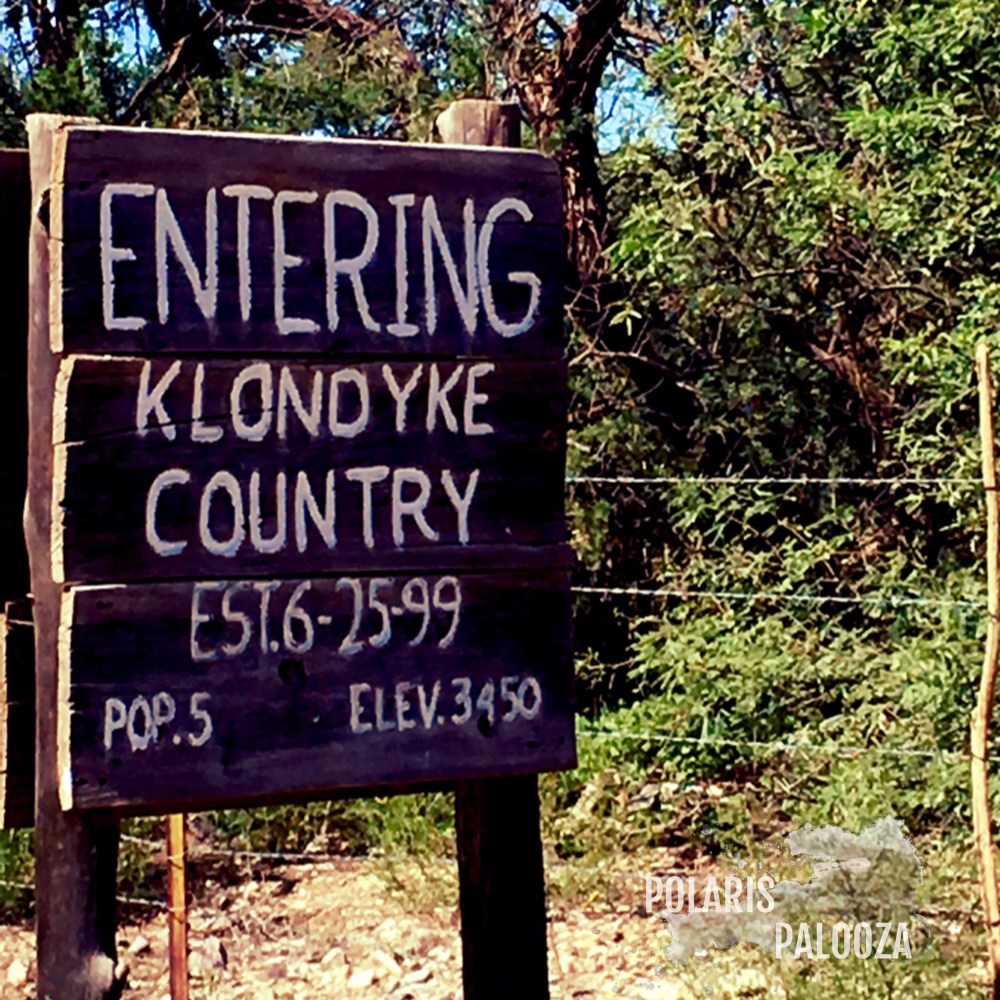 ENTERING
KLONDYKE
COUNTRY
EST. 6-25-99
POP. 5 ELEV. 3450
POLARIS
PALOOZA